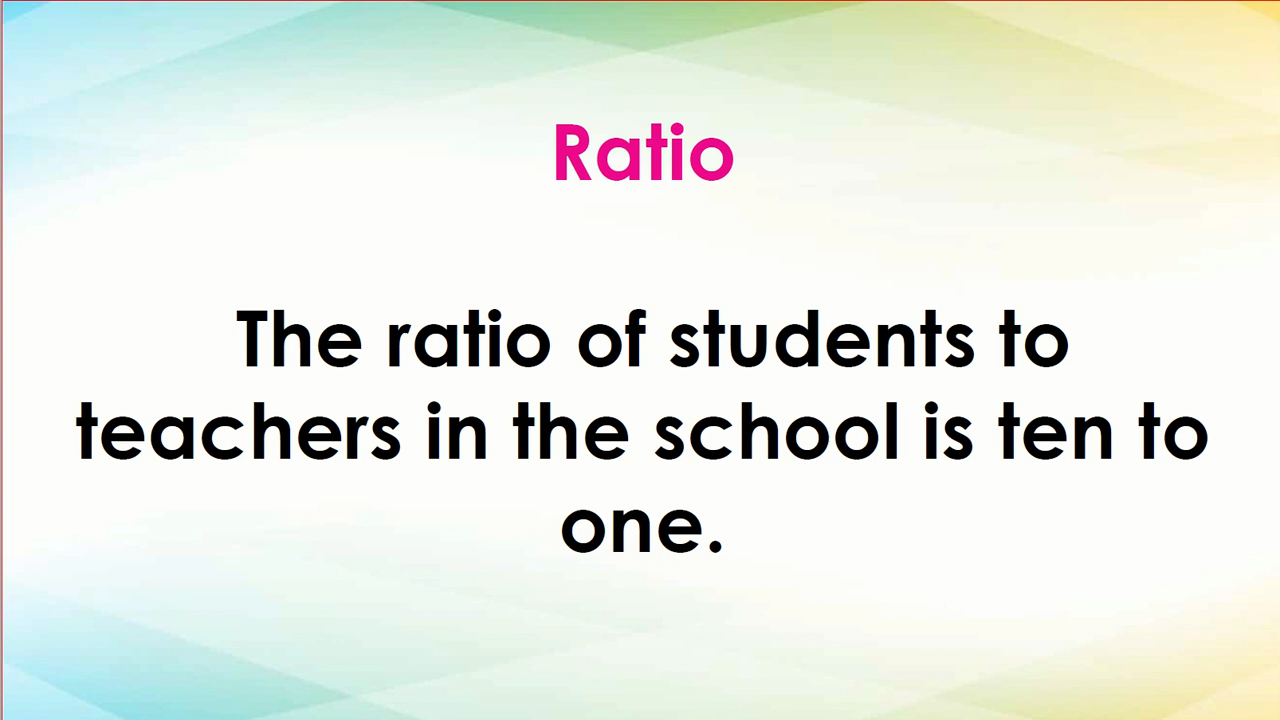 Ratio
The ratio of students to
teachers in the school is ten to
one.